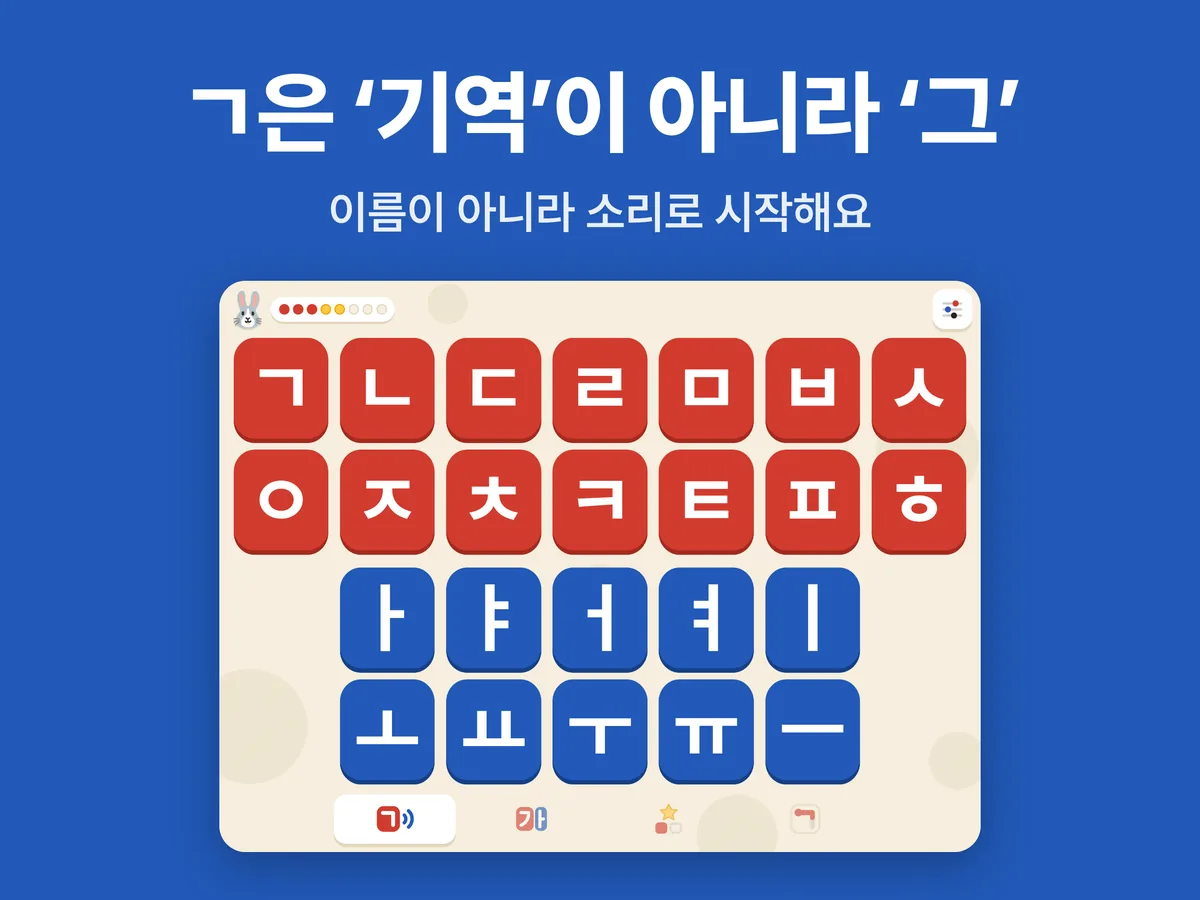 ㄱ은 ‘기역’이 아니라 ‘그’
이름이 아니라 소리로 시작해요
ㄱ ㄴ ㄷ ㄹ ㅁ ㅂ ㅅ
ㅇ ㅈ ㅊ ㅋ ㅌ ㅍ ㅎ
ㅏ ㅑ ㅓ ㅕ ㅣ
ㅗ ㅛ ㅜ ㅠ ㅡ
ㄱ 가 ㄱ